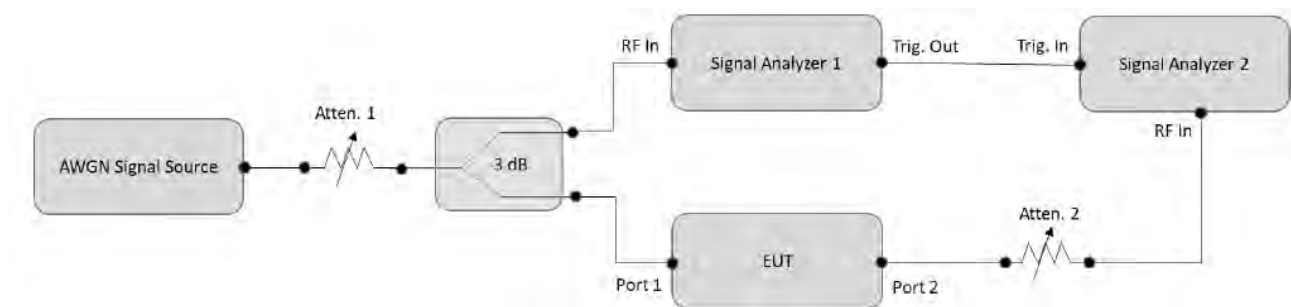 RF In
Signal Analyzer 1
Trig. Out
Trig. In
Signal Analyzer 2
RF In
Atten. 1
AWGN Signal Source
3 dB
Atten. 2
EUT
Port 1
Port 2